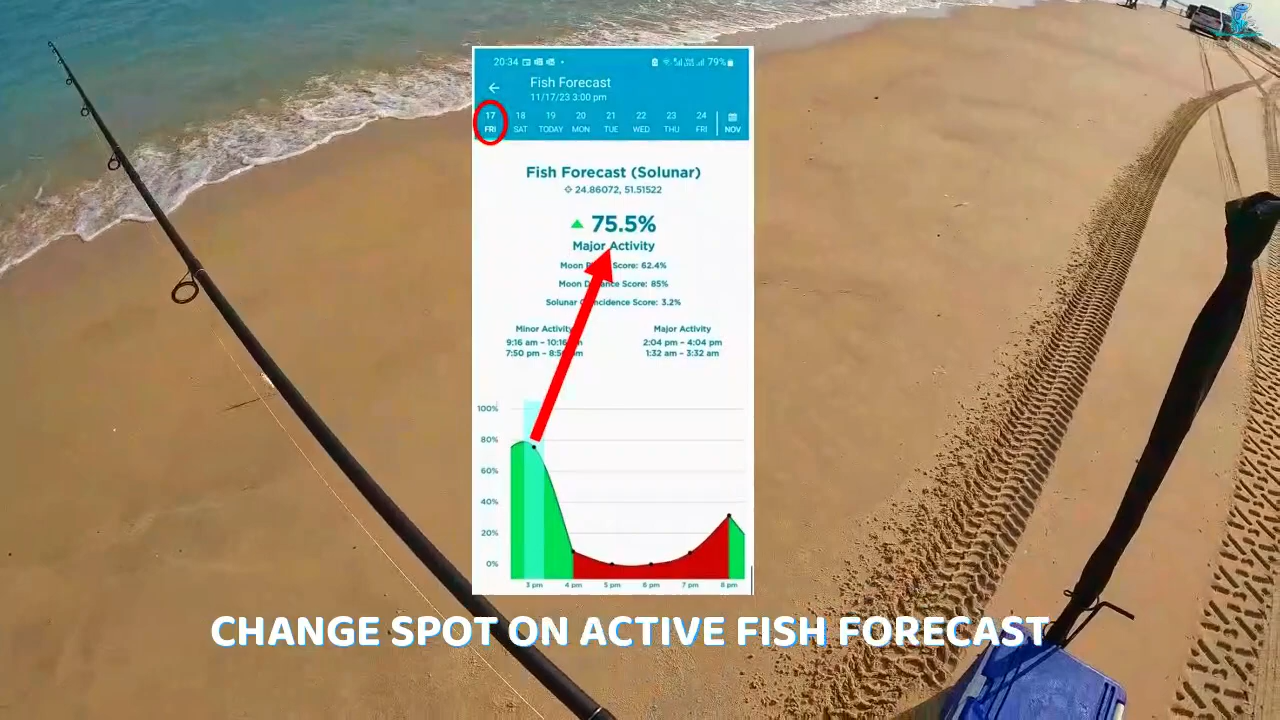 20:34
79%
Fish Forecast
11/17/23 3:00 pm
17 18 19 20 21 22 23 24
FRI SAT TODAY MON TUE WED THU FRI NOV
Fish Forecast (Solunar)
24.86072, 51.51522
75.5%
Major Activity
Moon Score: 62.4%
Moon Score: 85%
Solunar Score: 3.2%
Minor Activity Major Activity
9:16 am – 10:16 2:04 pm – 4:04 pm
7:50 pm – 1:32 am – 3:32 am
100%
80%
60%
40%
20%
0%
3 pm 4 pm 5 pm 6 pm 7 pm 8 pm
CHANGE SPOT ON ACTIVE FISH FORECAST